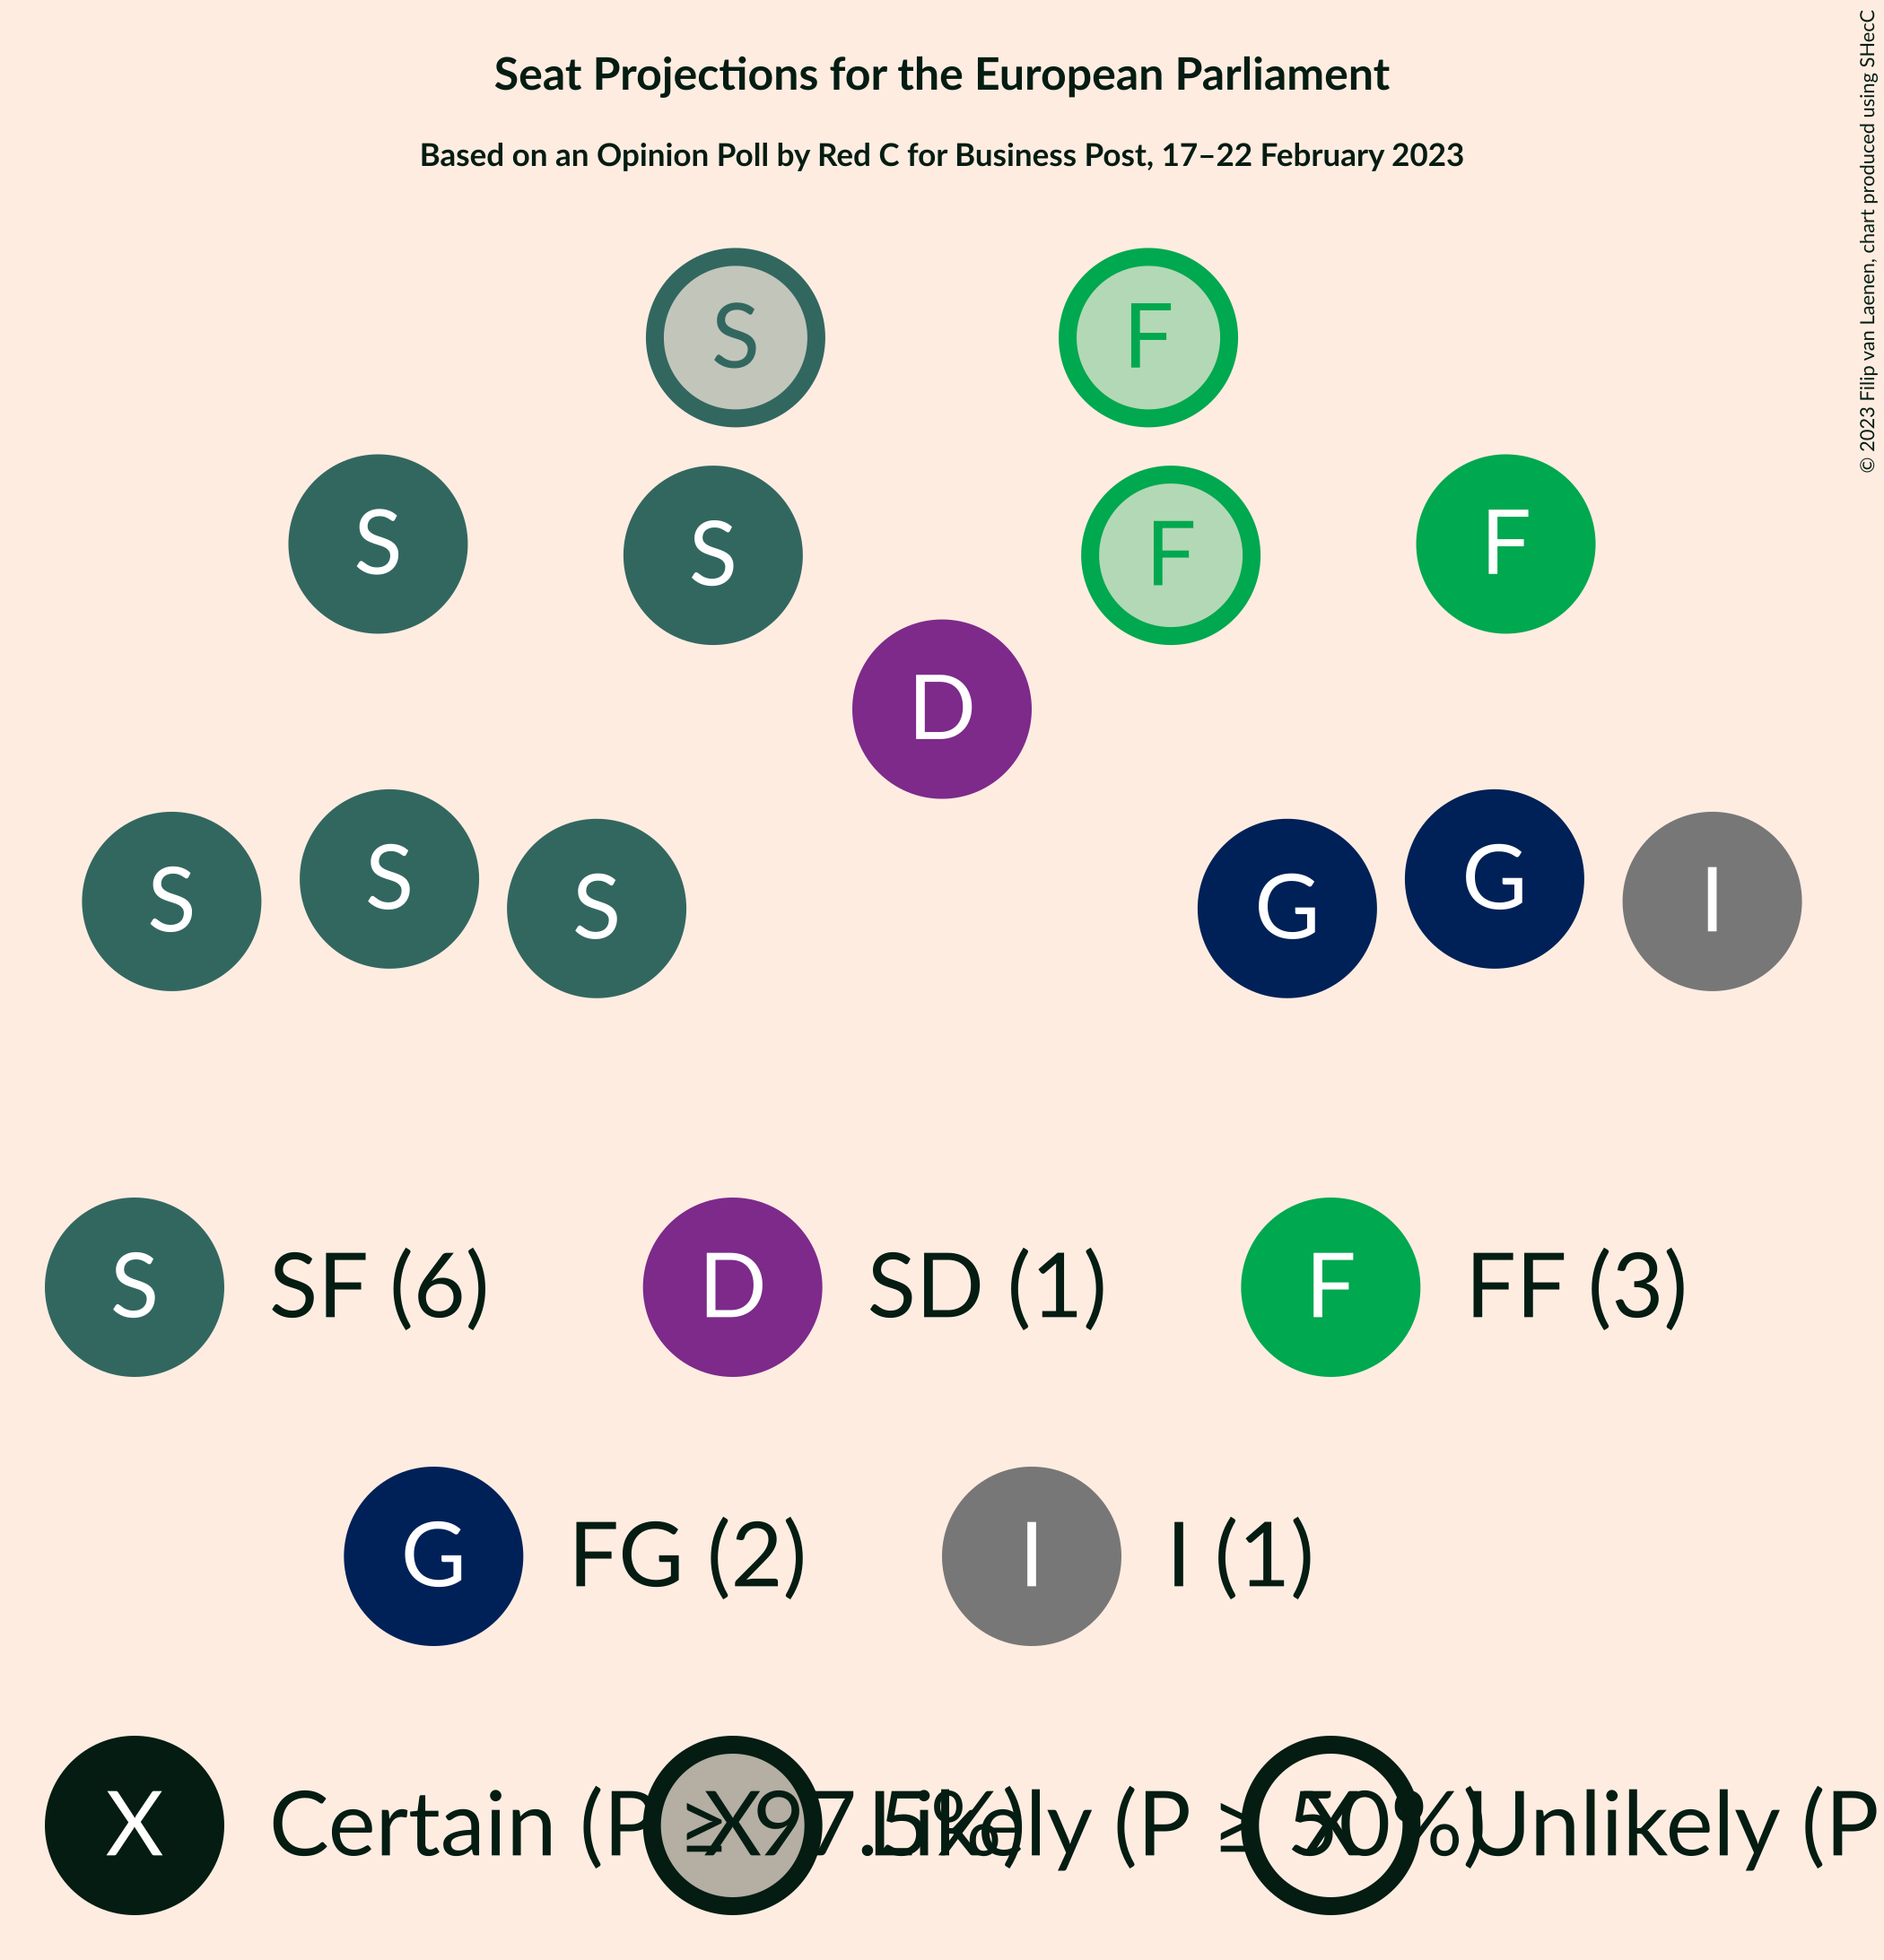 Seat Projections for the European Parliament
Based on an Opinion Poll by Red C for Business Post, 17–22 February 2023
© 2023 Filip van Laenen, chart produced using SHecC
S F
S S F F
D
S S S G G I
S SF (6) D SD (1) F FF (3)
G FG (2) I I (1)
X Certain (P ≥ 97.5%) X Likely (P ≥ 50%) X Unlikely (P